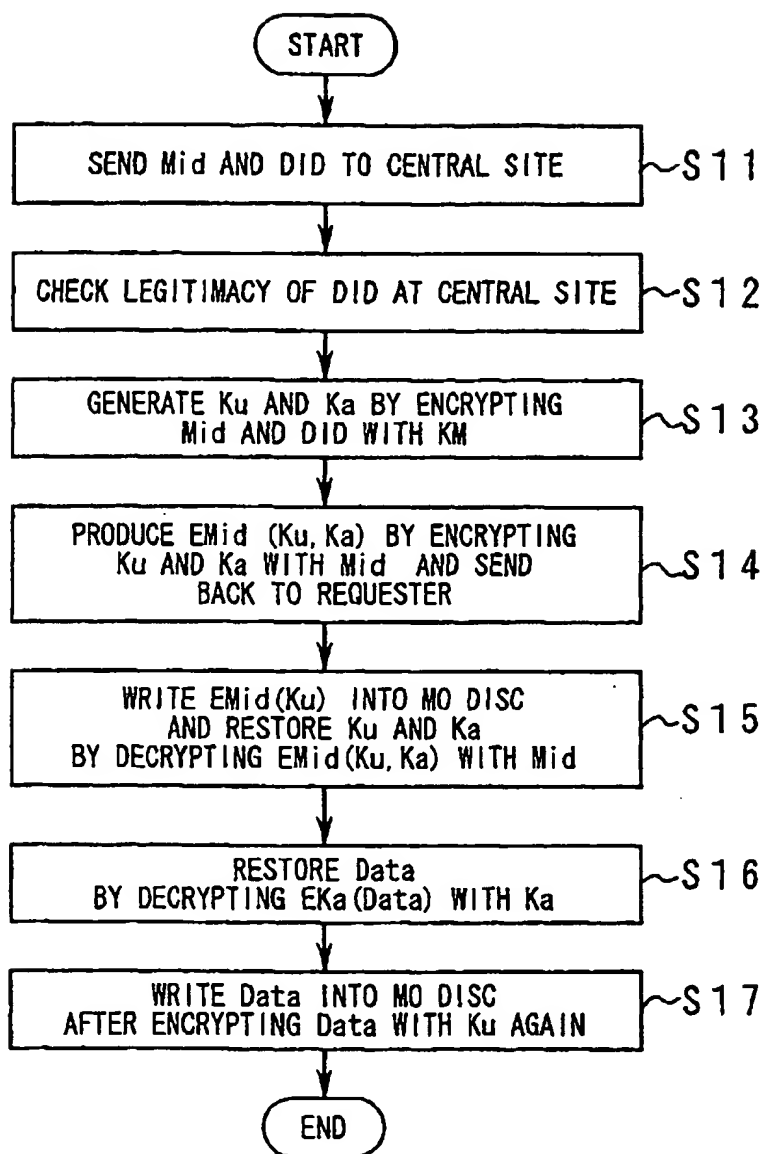 START
SEND Mid AND DID TO CENTRAL SITE
S11
CHECK LEGITIMACY OF DID AT CENTRAL SITE
S12
GENERATE Ku AND Ka BY ENCRYPTING
Mid AND DID WITH KM
S13
PRODUCE EMid (Ku, Ka) BY ENCRYPTING
Ku AND Ka WITH Mid AND SEND
BACK TO REQUESTER
S14
WRITE EMid(Ku) INTO MO DISC
AND RESTORE Ku AND Ka
BY DECRYPTING EMid(Ku, Ka) WITH Mid
S15
RESTORE Data
BY DECRYPTING EKa(Data) WITH Ka
S16
WRITE Data INTO MO DISC
AFTER ENCRYPTING Data WITH Ku AGAIN
S17
END